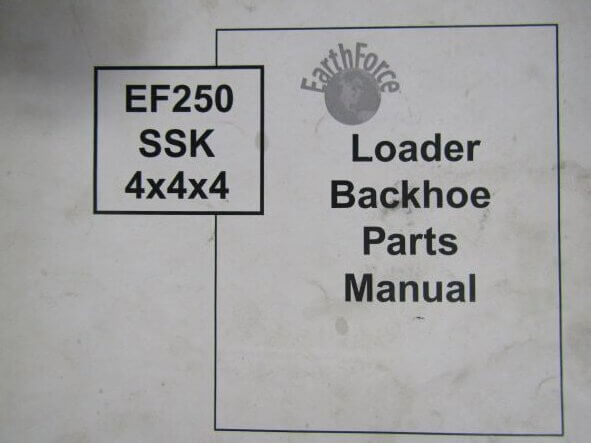 EF250
SSK
4x4x4
EarthForce
Loader
Backhoe
Parts
Manual